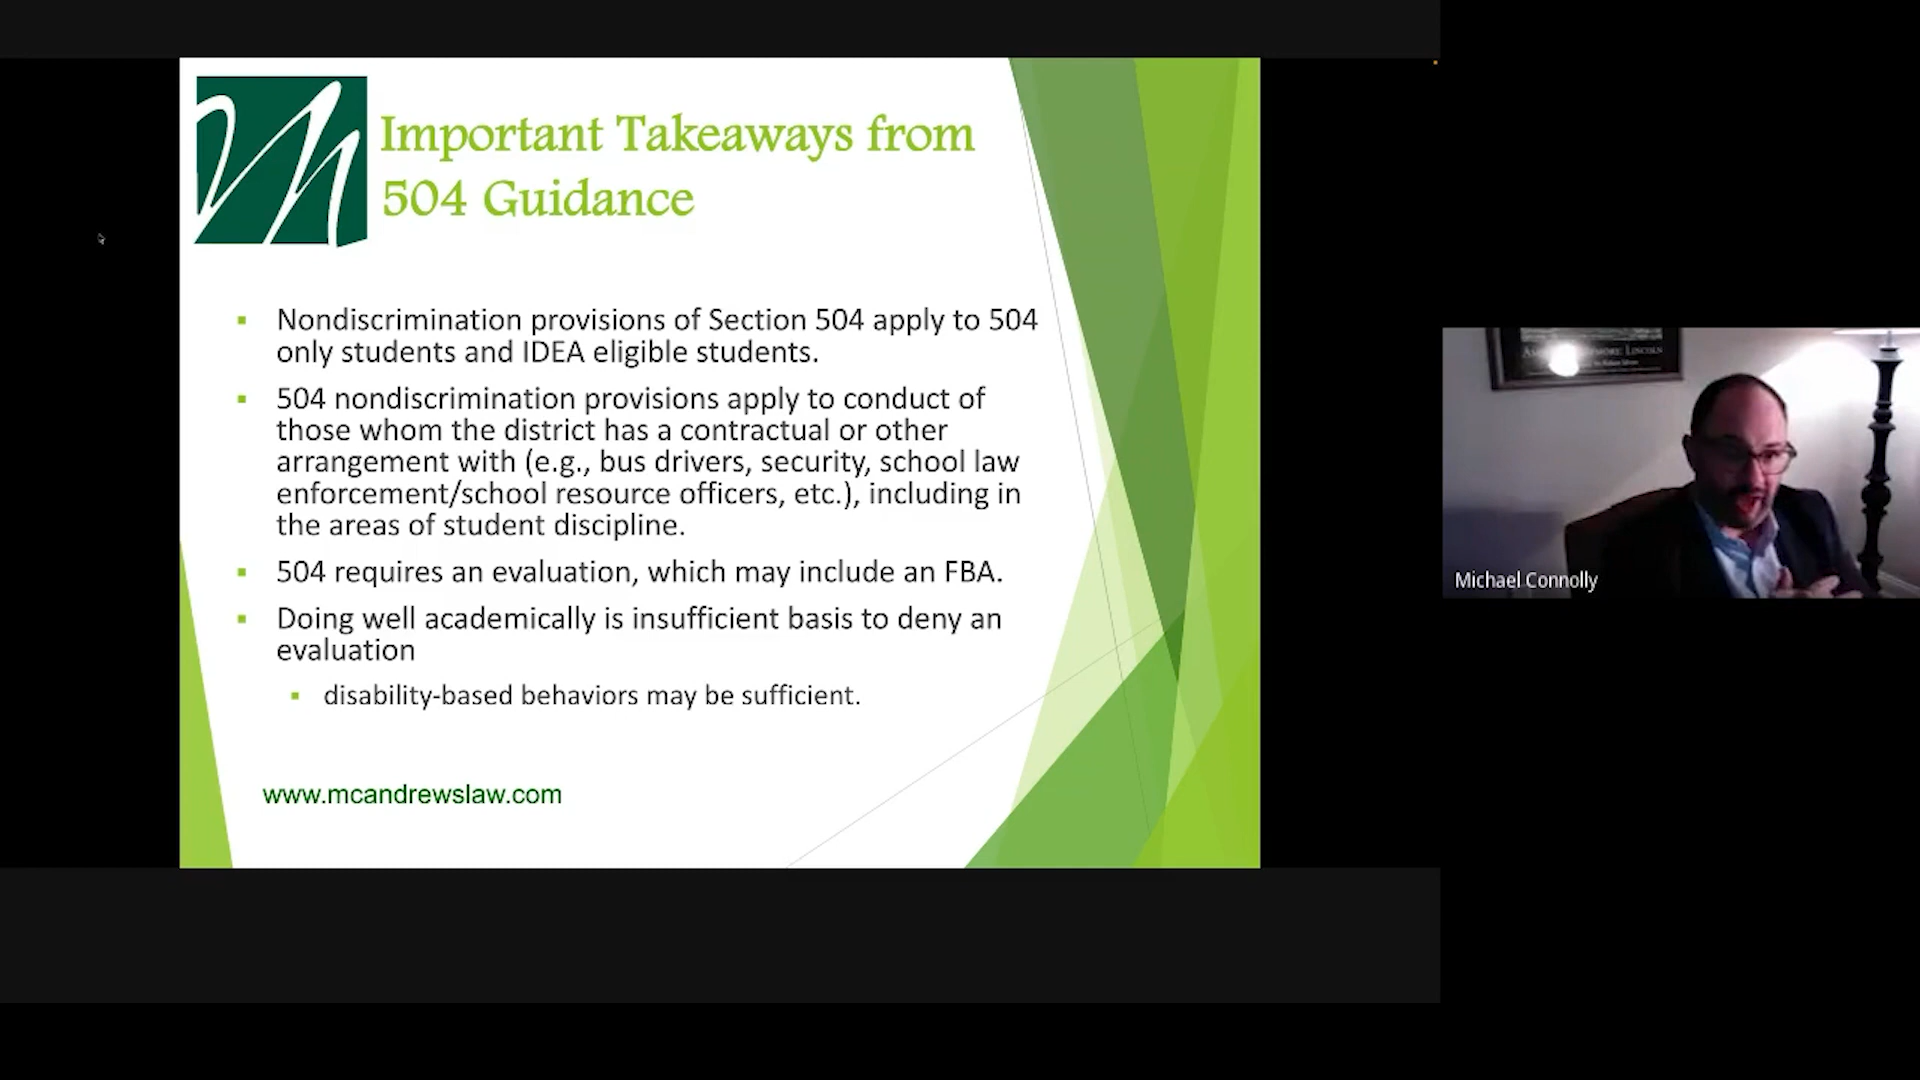 Important Takeaways from
504 Guidance
Nondiscrimination provisions of Section 504 apply to 504
only students and IDEA eligible students.
504 nondiscrimination provisions apply to conduct of
those whom the district has a contractual or other
arrangement with (e.g., bus drivers, security, school law
enforcement/school resource officers, etc.), including in
the areas of student discipline.
504 requires an evaluation, which may include an FBA.
Doing well academically is insufficient basis to deny an
evaluation
disability-based behaviors may be sufficient.
www.mcandrewslaw.com
Lincoln
Michael Connolly